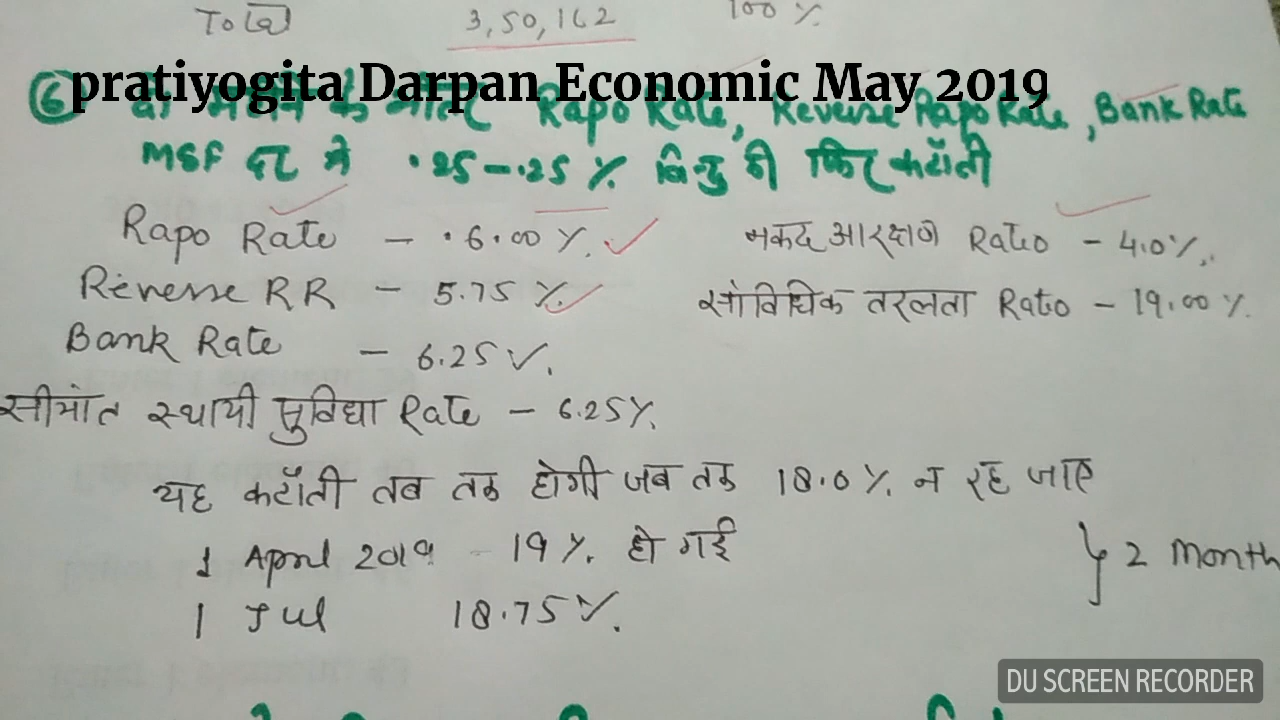 Total 3,50,162 100 %
pratiyogita Darpan Economic May 2019
6 के भीतर Rapo Rate, Reverse Rapo Rate, Bank Rate
MSF दर में .25-.25 % बिन्दु की फिर कटौती
Rapo Rate - .6.00 %. नकद आरक्षण Ratio - 4.0%.
Reverse RR - 5.75 % सांविधिक तरलता Ratio - 19.00 %.
Bank Rate - 6.25 %.
सीमांत स्थायी सुविधा Rate - 6.25%.
यह कटौती तब तक होगी जब तक 18.0 %. न रह जाए
1 April 2019 - 19 %. हो गई
1 Jul 18.75 %.
2 Month
DU SCREEN RECORDER